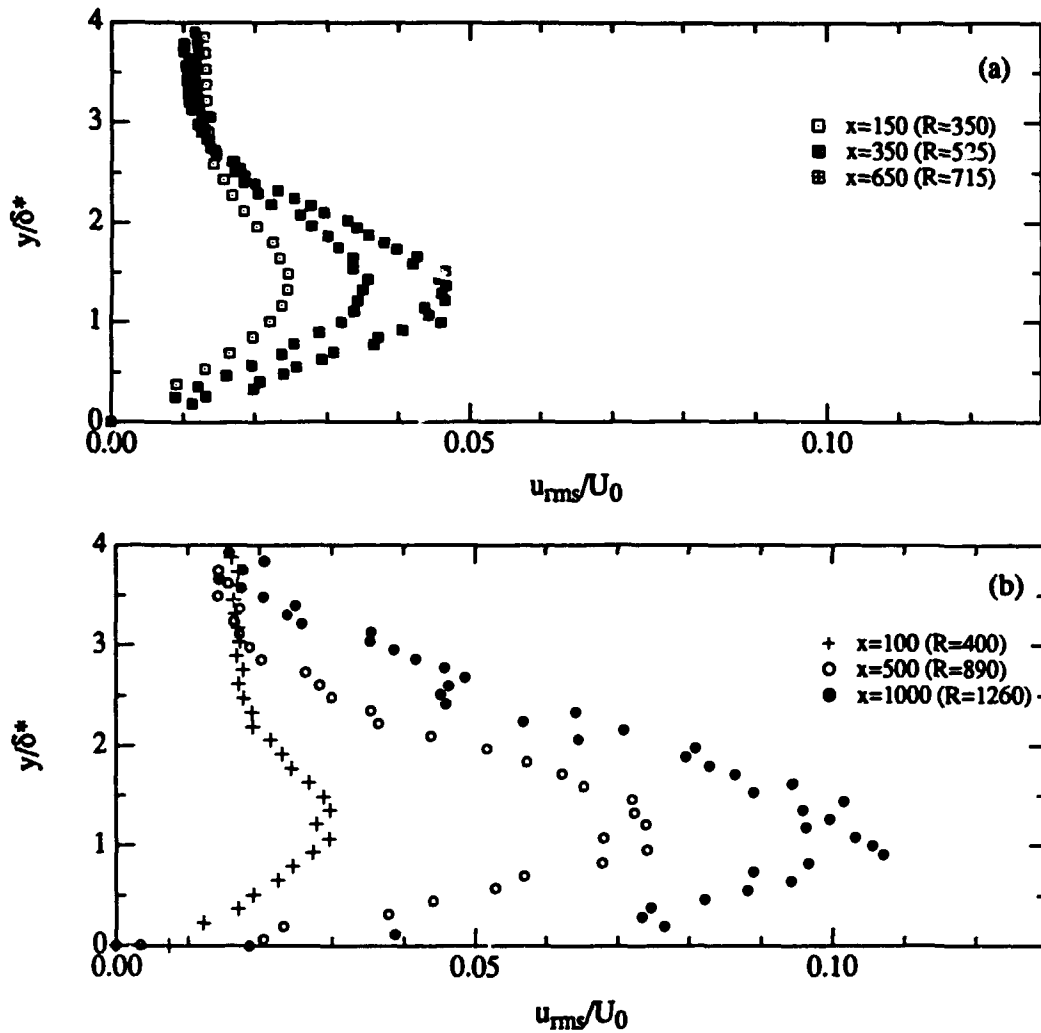 4
3
2
1
0
y/δ*
(a)
x=150 (R=350)
x=350 (R=525)
x=650 (R=715)
0.00
0.05
0.10
u_rms/U_0
4
3
2
1
0
y/δ*
(b)
x=100 (R=400)
x=500 (R=890)
x=1000 (R=1260)
0.00
0.05
0.10
u_rms/U_0